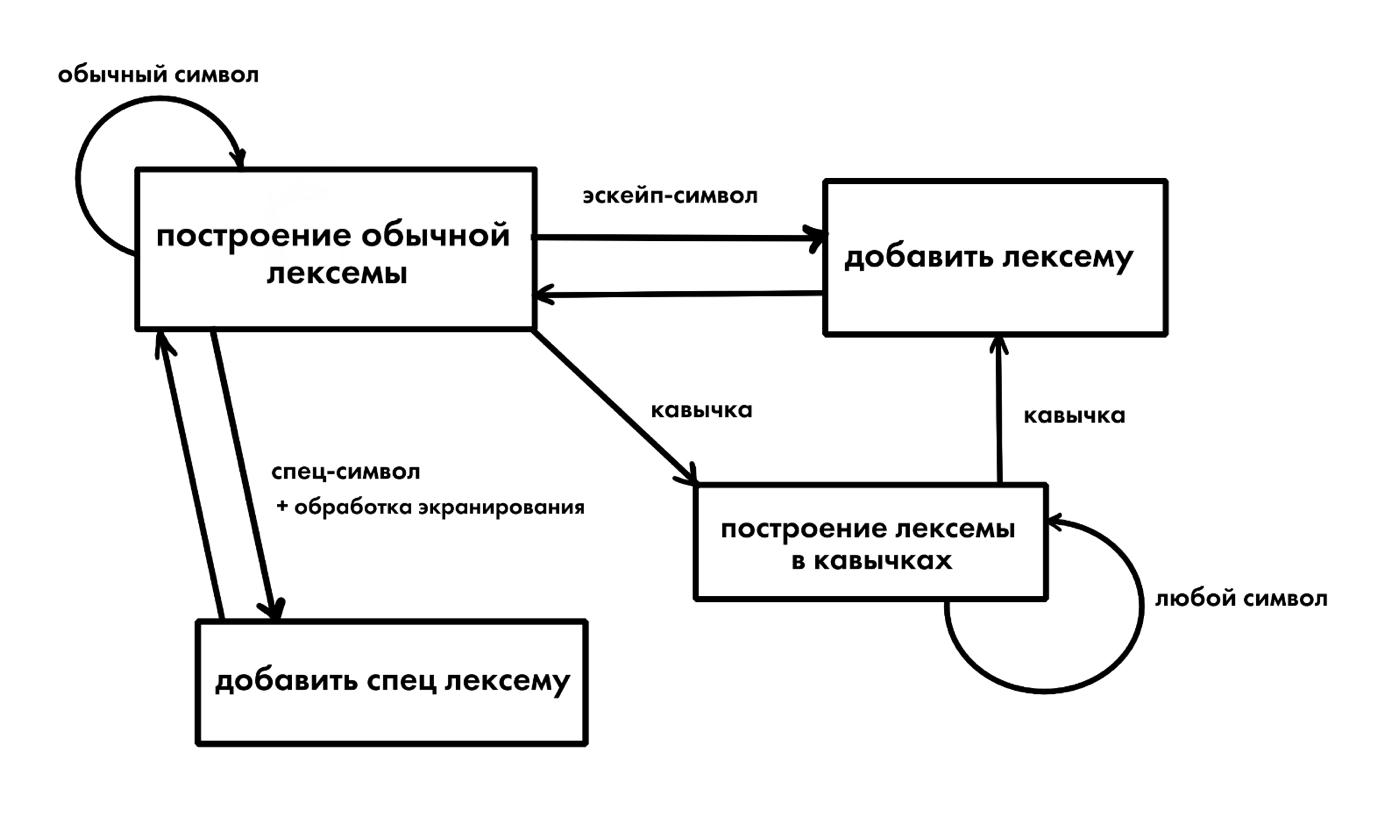 обычный символ
эскейп-символ
построение обычной
лексемы
добавить лексему
кавычка
кавычка
спец-символ
+ обработка экранирования
построение лексемы
в кавычках
любой символ
добавить спец лексему